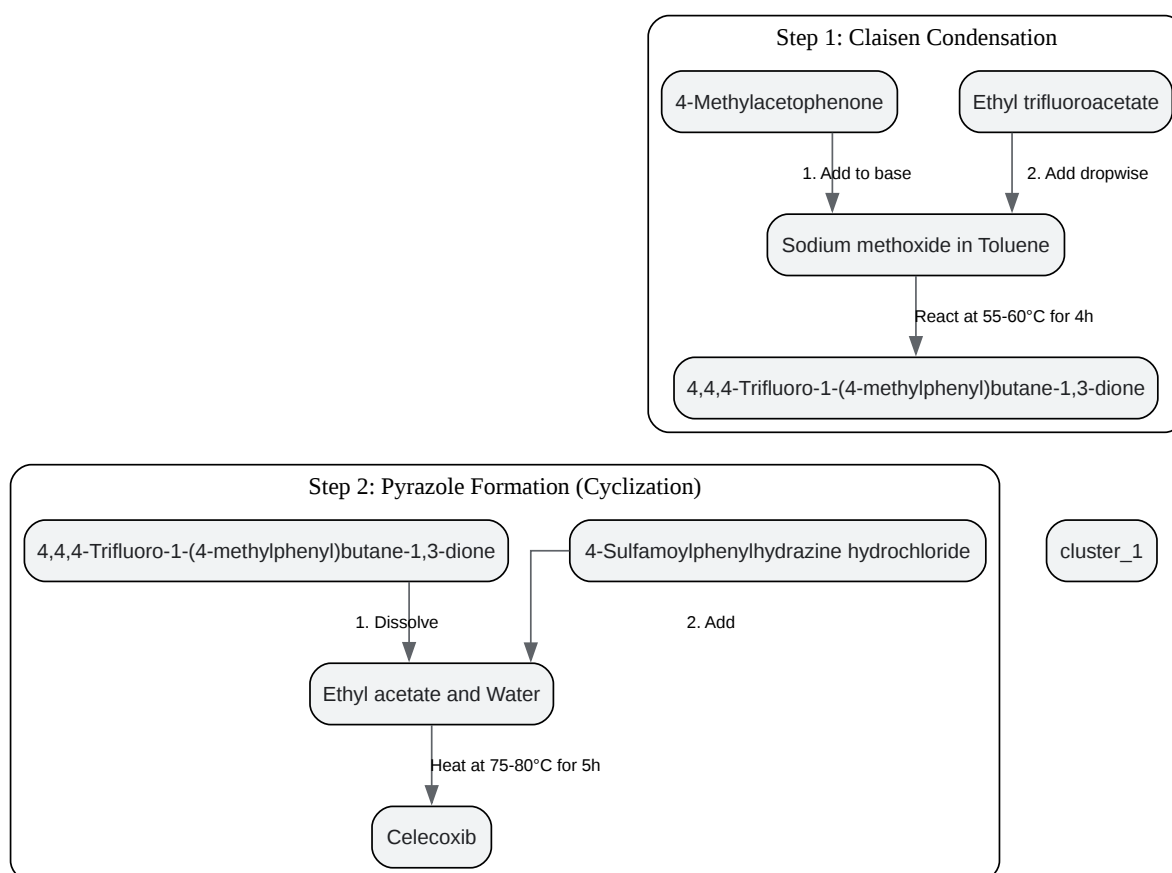 Step 1: Claisen Condensation
4-Methylacetophenone
Ethyl trifluoroacetate
1. Add to base
2. Add dropwise
Sodium methoxide in Toluene
React at 55-60°C for 4h
4,4,4-Trifluoro-1-(4-methylphenyl)butane-1,3-dione
Step 2: Pyrazole Formation (Cyclization)
4,4,4-Trifluoro-1-(4-methylphenyl)butane-1,3-dione
4-Sulfamoylphenylhydrazine hydrochloride
cluster_1
1. Dissolve
2. Add
Ethyl acetate and Water
Heat at 75-80°C for 5h
Celecoxib